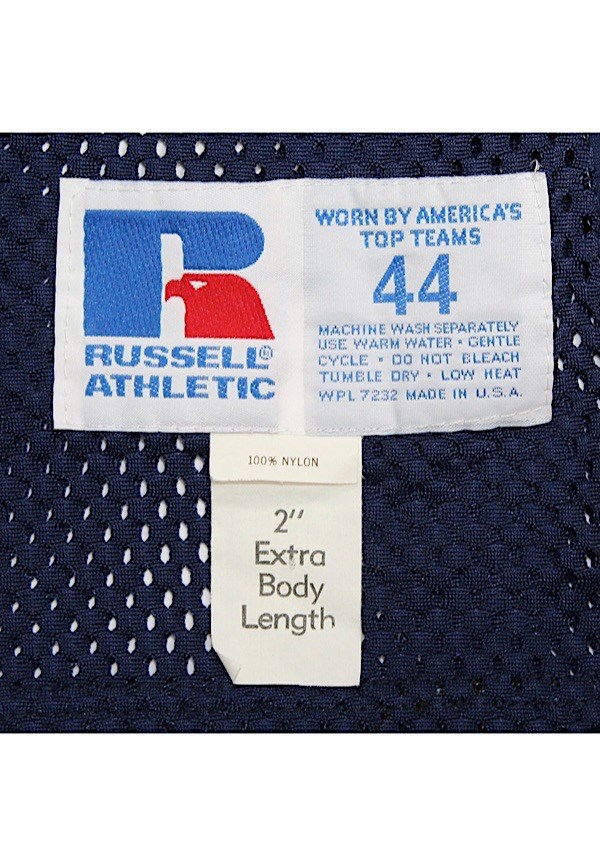 RUSSELL®
ATHLETIC
WORN BY AMERICA'S
TOP TEAMS
44
MACHINE WASH SEPARATELY
USE WARM WATER • GENTLE
CYCLE • DO NOT BLEACH
TUMBLE DRY • LOW HEAT
WPL 7232 MADE IN U.S.A.
100% NYLON
2"
Extra
Body
Length